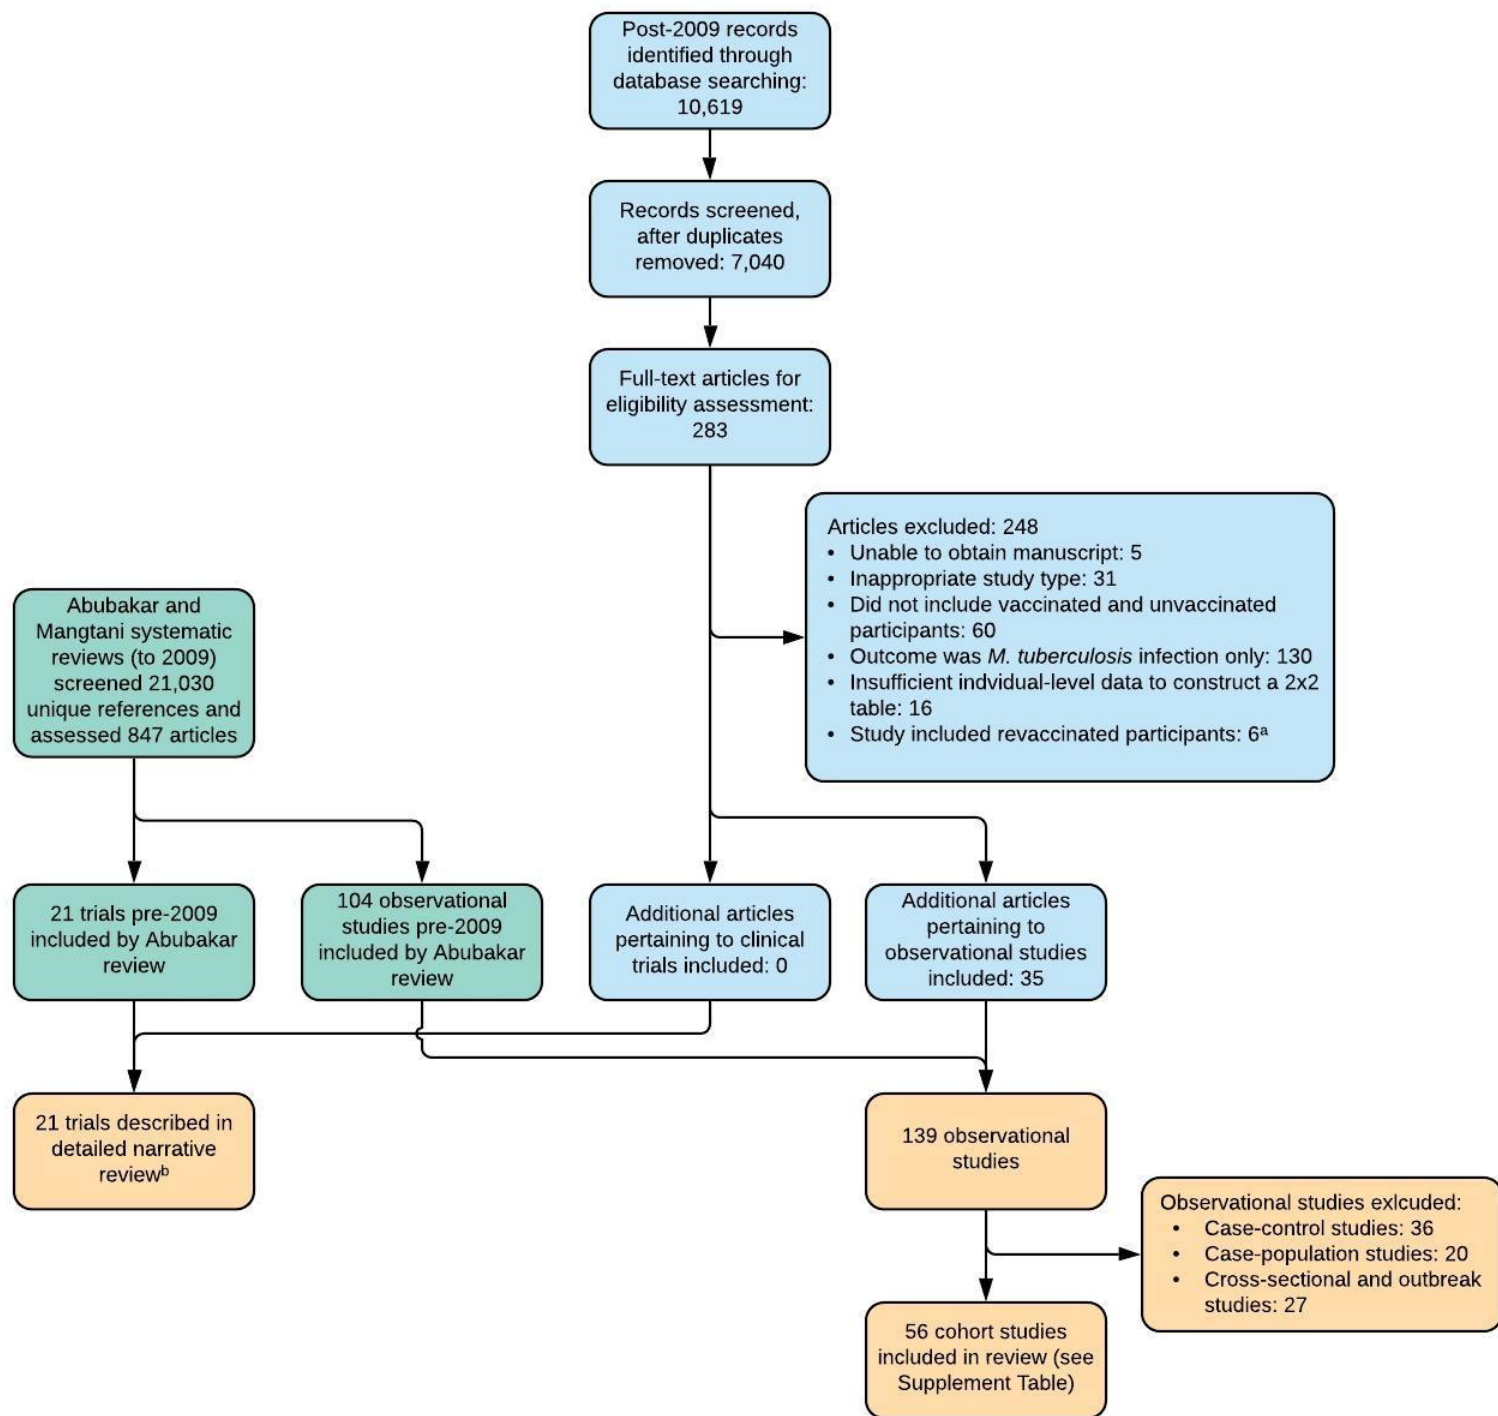 Post-2009 records
identified through
database searching:
10,619
Records screened,
after duplicates
removed: 7,040
Full-text articles for
eligibility assessment:
283
Articles excluded: 248
• Unable to obtain manuscript: 5
• Inappropriate study type: 31
• Did not include vaccinated and unvaccinated
participants: 60
• Outcome was M. tuberculosis infection only: 130
• Insufficient indvidual-level data to construct a 2x2
table: 16
• Study included revaccinated participants: 6ᵃ
Abubakar and
Mangtani systematic
reviews (to 2009)
screened 21,030
unique references and
assessed 847 articles
21 trials pre-2009
included by Abubakar
review
104 observational
studies pre-2009
included by Abubakar
review
Additional articles
pertaining to clinical
trials included: 0
Additional articles
pertaining to
observational studies
included: 35
21 trials described in
detailed narrative
reviewᵇ
139 observational
studies
Observational studies exlcuded:
• Case-control studies: 36
• Case-population studies: 20
• Cross-sectional and outbreak
studies: 27
56 cohort studies
included in review (see
Supplement Table)